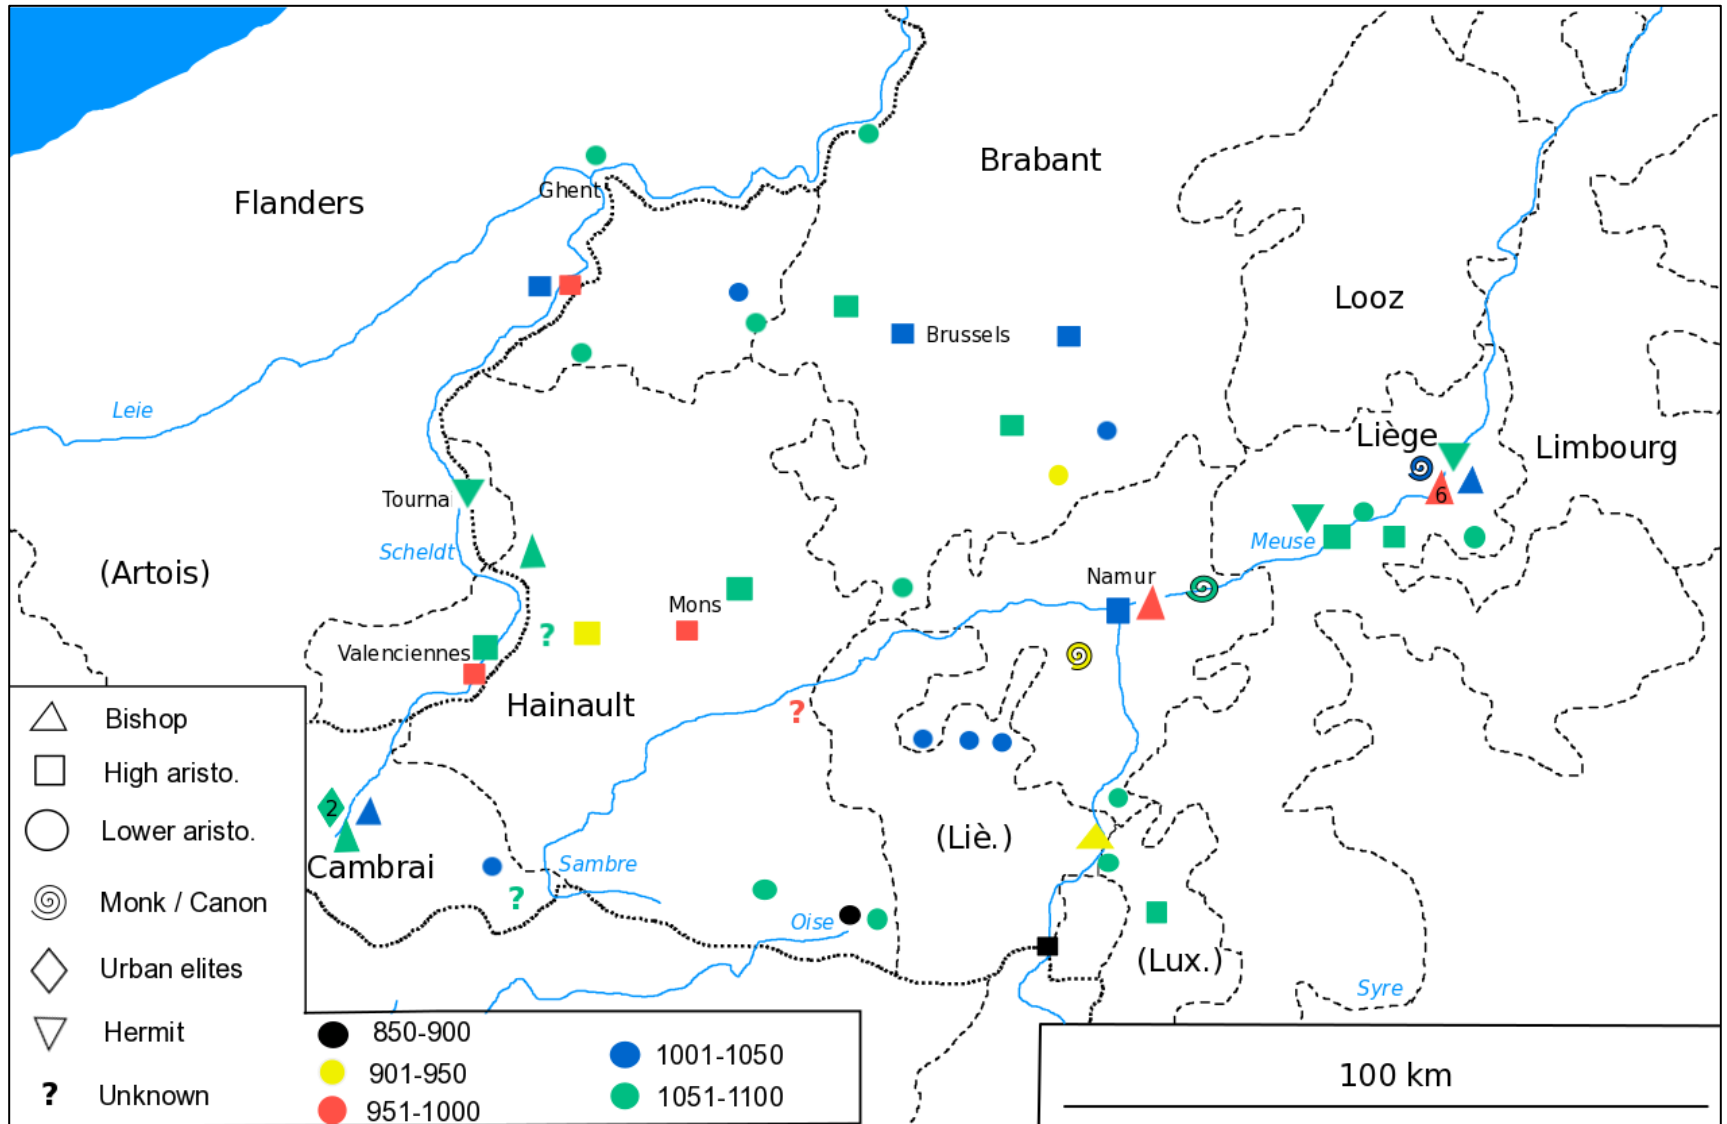 Brabant
Flanders
Ghent
Looz
Brussels
Leie
Liège
Limbourg
Tournai
6
Scheldt
Meuse
(Artois)
Namur
Mons
?
Valenciennes
Hainault
?
2
(Liè.)
Cambrai
Sambre
?
Oise
(Lux.)
Syre
Bishop
High aristo.
Lower aristo.
Monk / Canon
Urban elites
Hermit
? Unknown
850-900
901-950
951-1000
1001-1050
1051-1100
100 km